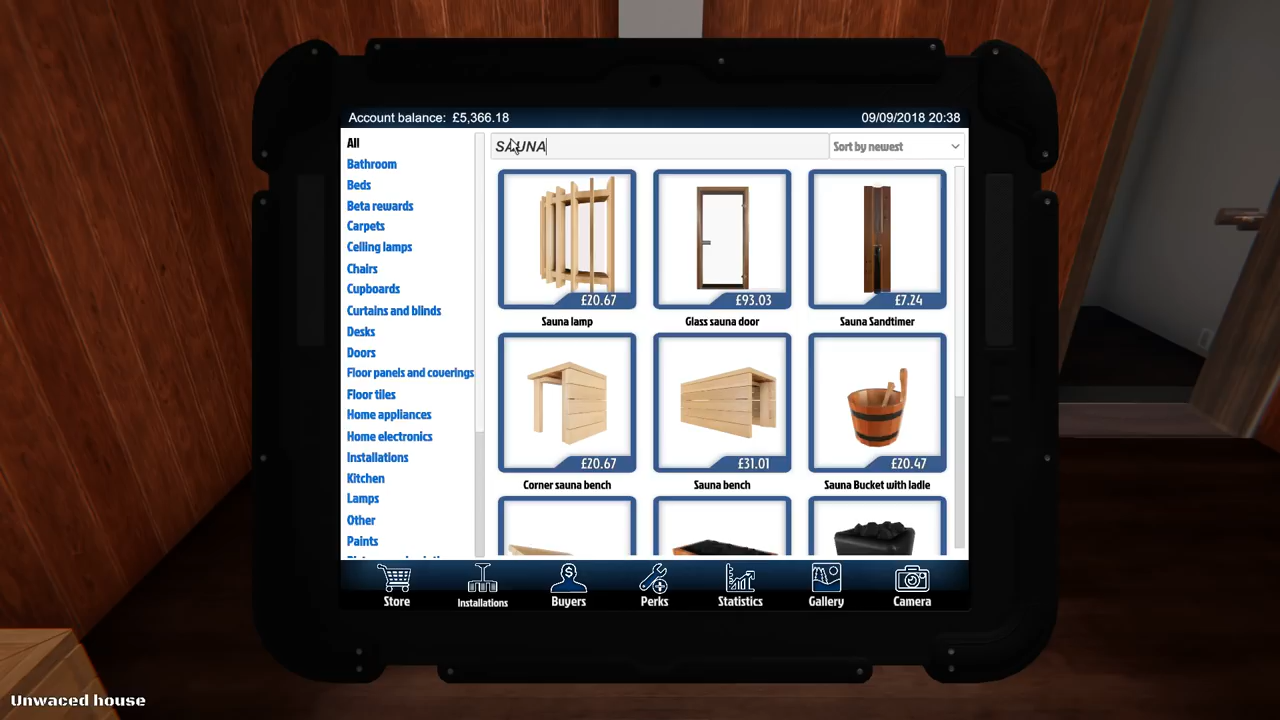 Account balance: £5,366.18
09/09/2018 20:38
All
Bathroom
Beds
Beta rewards
Carpets
Ceiling lamps
Chairs
Cupboards
Curtains and blinds
Desks
Doors
Floor panels and coverings
Floor tiles
Home appliances
Home electronics
Installations
Kitchen
Lamps
Other
Paints
SAUNA
Sort by newest
£20.67
£93.03
£7.24
Sauna lamp
Glass sauna door
Sauna Sandtimer
£20.67
£31.01
£20.47
Corner sauna bench
Sauna bench
Sauna Bucket with ladle
Store
Installations
Buyers
Perks
Statistics
Gallery
Camera
Unwaced house